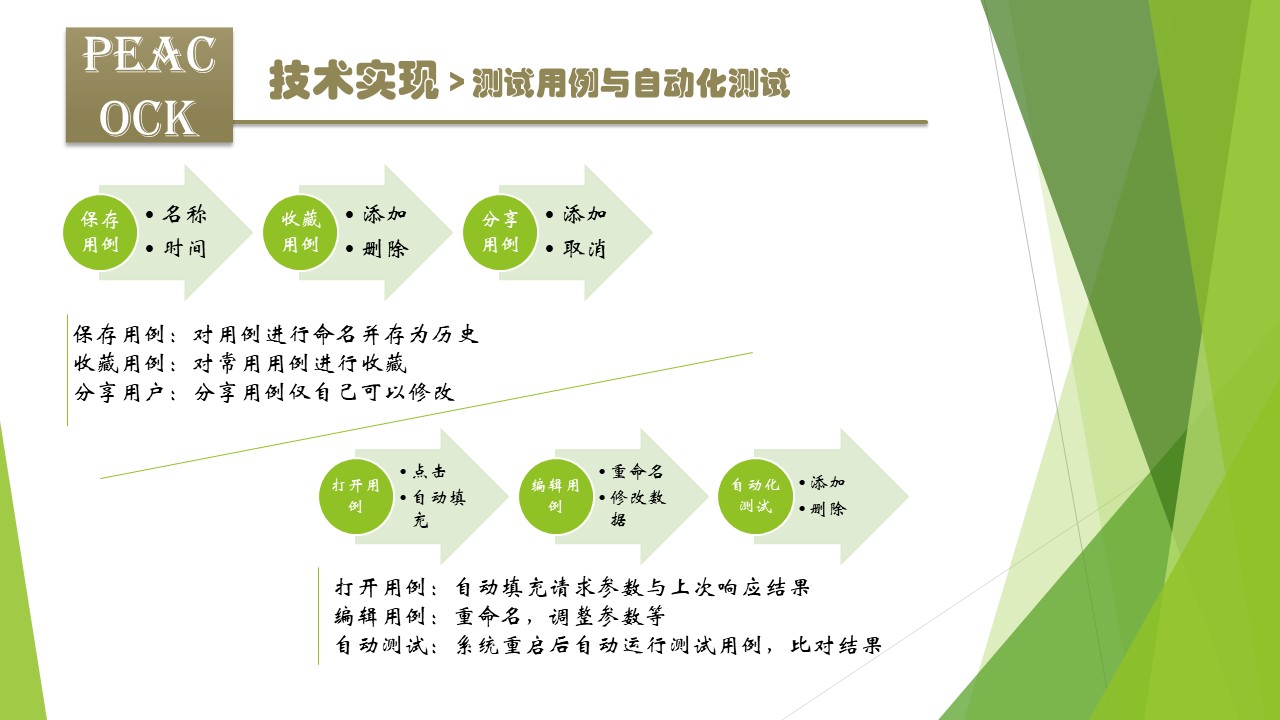 PEAC
OCK
技术实现 > 测试用例与自动化测试
保存
用例
• 名称
• 时间
收藏
用例
• 添加
• 删除
分享
用例
• 添加
• 取消
保存用例：对用例进行命名并存为历史
收藏用例：对常用用例进行收藏
分享用户：分享用例仅自己可以修改
打开用
例
• 点击
• 自动填
充
编辑用
例
• 重命名
• 修改数
据
自动化
测试
• 添加
• 删除
打开用例：自动填充请求参数与上次响应结果
编辑用例：重命名，调整参数等
自动测试：系统重启后自动运行测试用例，比对结果